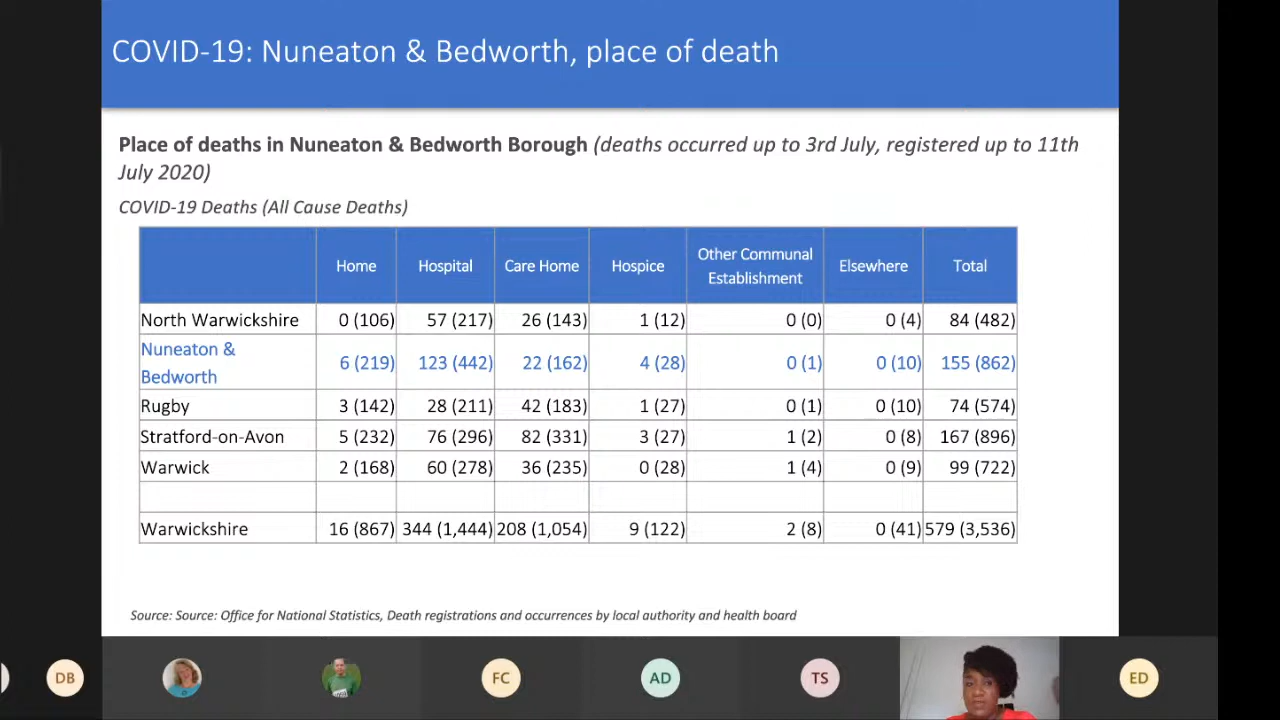 COVID-19: Nuneaton & Bedworth, place of death
Place of deaths in Nuneaton & Bedworth Borough (deaths occurred up to 3rd July, registered up to 11th
July 2020)
COVID-19 Deaths (All Cause Deaths)
Home Hospital Care Home Hospice Other Communal Establishment Elsewhere Total
North Warwickshire 0 (106) 57 (217) 26 (143) 1 (12) 0 (0) 0 (4) 84 (482)
Nuneaton & Bedworth 6 (219) 123 (442) 22 (162) 4 (28) 0 (1) 0 (10) 155 (862)
Rugby 3 (142) 28 (211) 42 (183) 1 (27) 0 (1) 0 (10) 74 (574)
Stratford-on-Avon 5 (232) 76 (296) 82 (331) 3 (27) 1 (2) 0 (8) 167 (896)
Warwick 2 (168) 60 (278) 36 (235) 0 (28) 1 (4) 0 (9) 99 (722)
Warwickshire 16 (867) 344 (1,444) 208 (1,054) 9 (122) 2 (8) 0 (41) 579 (3,536)
Source: Source: Office for National Statistics, Death registrations and occurrences by local authority and health board
DB FC AD TS ED